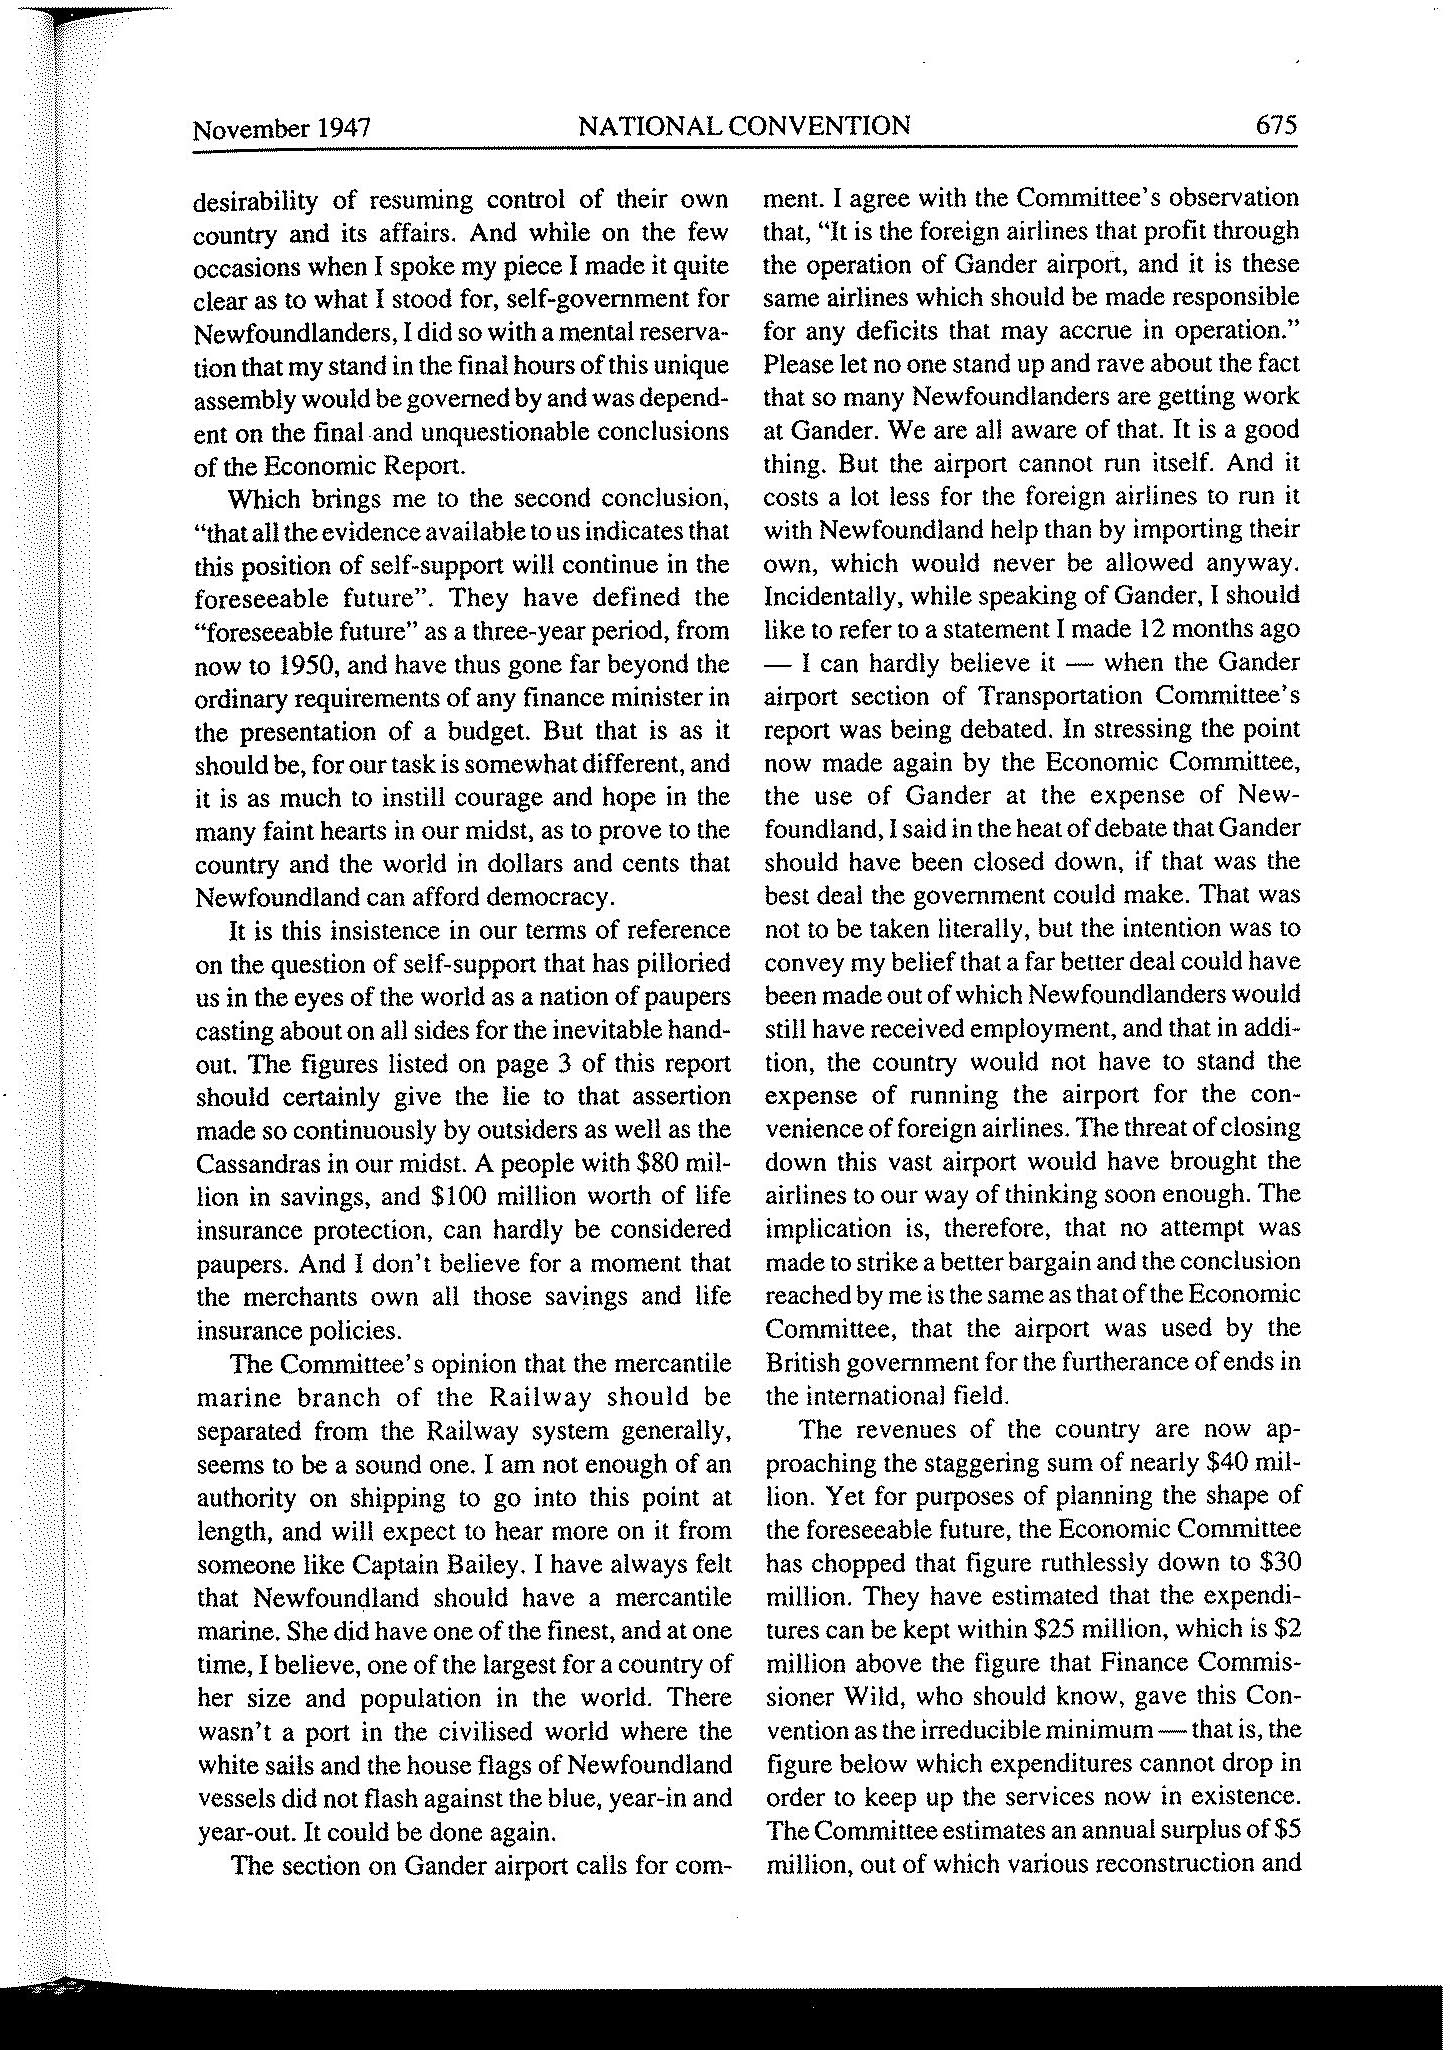 November 1947 NATIONAL CONVENTION 675
desirability of resuming control of their own
country and its affairs. And while on the few
occasions when I spoke my piece I made it quite
clear as to what I stood for, self-government for
Newfoundlanders, I did so with a mental reserva-
tion that my stand in the final hours of this unique
assembly would be governed by and was depend-
ent on the final and unquestionable conclusions
of the Economic Report.
Which brings me to the second conclusion,
“that all the evidence available to us indicates that
this position of self-support will continue in the
foreseeable future”. They have defined the
“foreseeable future” as a three-year period, from
now to 1950, and have thus gone far beyond the
ordinary requirements of any finance minister in
the presentation of a budget. But that is as it
should be, for our task is somewhat different, and
it is as much to instill courage and hope in the
many faint hearts in our midst, as to prove to the
country and the world in dollars and cents that
Newfoundland can afford democracy.
It is this insistence in our terms of reference
on the question of self-support that has pilloried
us in the eyes of the world as a nation of paupers
casting about on all sides for the inevitable hand-
out. The figures listed on page 3 of this report
should certainly give the lie to that assertion
made so continuously by outsiders as well as the
Cassandras in our midst. A people with $80 mil-
lion in savings, and $100 million worth of life
insurance protection, can hardly be considered
paupers. And I don't believe for a moment that
the merchants own all those savings and life
insurance policies.
The Committee's opinion that the mercantile
marine branch of the Railway should be
separated from the Railway system generally,
seems to be a sound one. I am not enough of an
authority on shipping to go into this point at
length, and will expect to hear more on it from
someone like Captain Bailey. I have always felt
that Newfoundland should have a mercantile
marine. She did have one of the finest, and at one
time, I believe, one of the largest for a country of
her size and population in the world. There
wasn't a port in the civilised world where the
white sails and the house flags of Newfoundland
vessels did not flash against the blue, year-in and
year-out. It could be done again.
The section on Gander airport calls for com-
ment. I agree with the Committee's observation
that, “It is the foreign airlines that profit through
the operation of Gander airport, and it is these
same airlines which should be made responsible
for any deficits that may accrue in operation.”
Please let no one stand up and rave about the fact
that so many Newfoundlanders are getting work
at Gander. We are all aware of that. It is a good
thing. But the airport cannot run itself. And it
costs a lot less for the foreign airlines to run it
with Newfoundland help than by importing their
own, which would never be allowed anyway.
Incidentally, while speaking of Gander, I should
like to refer to a statement I made 12 months ago
— I can hardly believe it — when the Gander
airport section of Transportation Committee's
report was being debated. In stressing the point
now made again by the Economic Committee,
the use of Gander at the expense of New-
foundland, I said in the heat of debate that Gander
should have been closed down, if that was the
best deal the government could make. That was
not to be taken literally, but the intention was to
convey my belief that a far better deal could have
been made out of which Newfoundlanders would
still have received employment, and that in addi-
tion, the country would not have to stand the
expense of running the airport for the con-
venience of foreign airlines. The threat of closing
down this vast airport would have brought the
airlines to our way of thinking soon enough. The
implication is, therefore, that no attempt was
made to strike a better bargain and the conclusion
reached by me is the same as that of the Economic
Committee, that the airport was used by the
British government for the furtherance of ends in
the international field.
The revenues of the country are now ap-
proaching the staggering sum of nearly $40 mil-
lion. Yet for purposes of planning the shape of
the foreseeable future, the Economic Committee
has chopped that figure ruthlessly down to $30
million. They have estimated that the expendi-
tures can be kept within $25 million, which is $2
million above the figure that Finance Commis-
sioner Wild, who should know, gave this Con-
vention as the irreducible minimum — that is, the
figure below which expenditures cannot drop in
order to keep up the services now in existence.
The Committee estimates an annual surplus of $5
million, out of which various reconstruction and